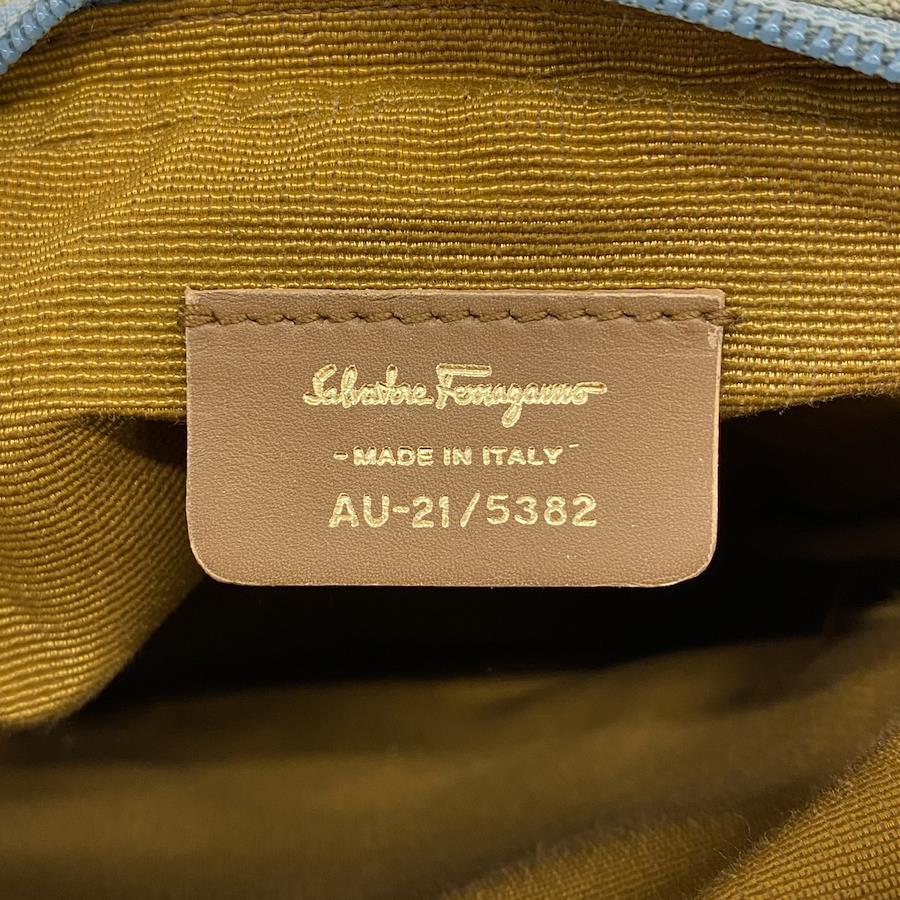 Salvatore Ferragamo
- MADE IN ITALY -
AU-21/5382